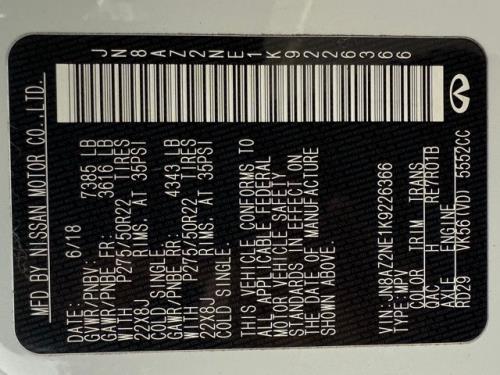 MFD BY NISSAN MOTOR CO., LTD.
JN8AZ2NE1K9226366
DATE: 6/18
GVWR/PNBV: 7385 LB
GAWR/PNBE FR: 3616 LB
WITH P275/50R22 TIRES
22X8J RIMS. AT 35PSI
COLD SINGLE.
GAWR/PNBE RR: 4343 LB
WITH P275/50R22 TIRES
22X8J RIMS. AT 35PSI
COLD SINGLE.
THIS VEHICLE CONFORMS TO
ALL APPLICABLE FEDERAL
MOTOR VEHICLE SAFETY
STANDARDS IN EFFECT ON
THE DATE OF MANUFACTURE
SHOWN ABOVE.
VIN:JN8AZ2NE1K9226366
TYPE:MPV
COLOR TRIM TRANS
QAC H RE7R01B
AXLE ENGINE
RD29 VK56(VD) 5552CC